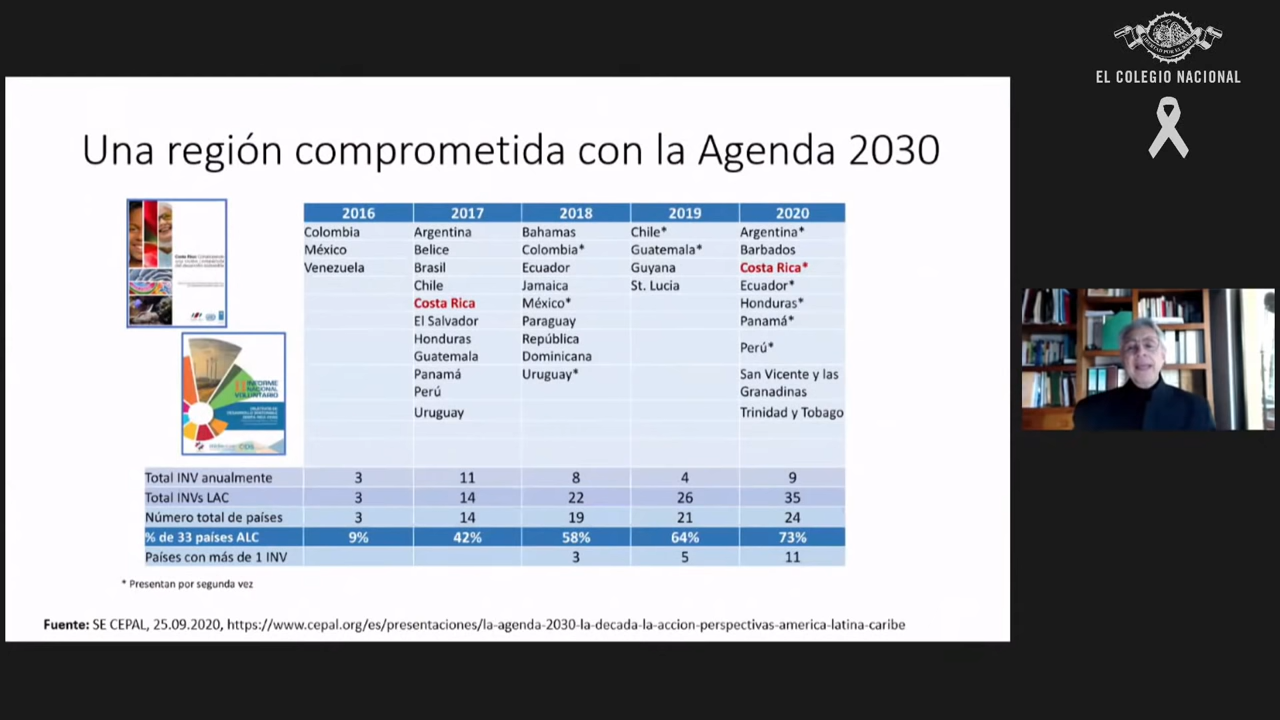 EL COLEGIO NACIONAL
Una región comprometida con la Agenda 2030
INFORME
NACIONAL
VOLUNTARIO
2016 2017 2018 2019 2020
Colombia Argentina Bahamas Chile* Argentina*
México Belice Colombia* Guatemala* Barbados
Venezuela Brasil Ecuador Guyana Costa Rica*
Chile Jamaica St. Lucia Ecuador*
Costa Rica México* Honduras*
El Salvador Paraguay Panamá*
Honduras República
Guatemala Dominicana Perú*
Panamá Uruguay* San Vicente y las
Perú Granadinas
Uruguay Trinidad y Tobago
Total INV anualmente 3 11 8 4 9
Total INVs LAC 3 14 22 26 35
Número total de países 3 14 19 21 24
% de 33 países ALC 9% 42% 58% 64% 73%
Países con más de 1 INV 3 5 11
* Presentan por segunda vez
Fuente: SE CEPAL, 25.09.2020, https://www.cepal.org/es/presentaciones/la-agenda-2030-la-decada-la-accion-perspectivas-america-latina-caribe